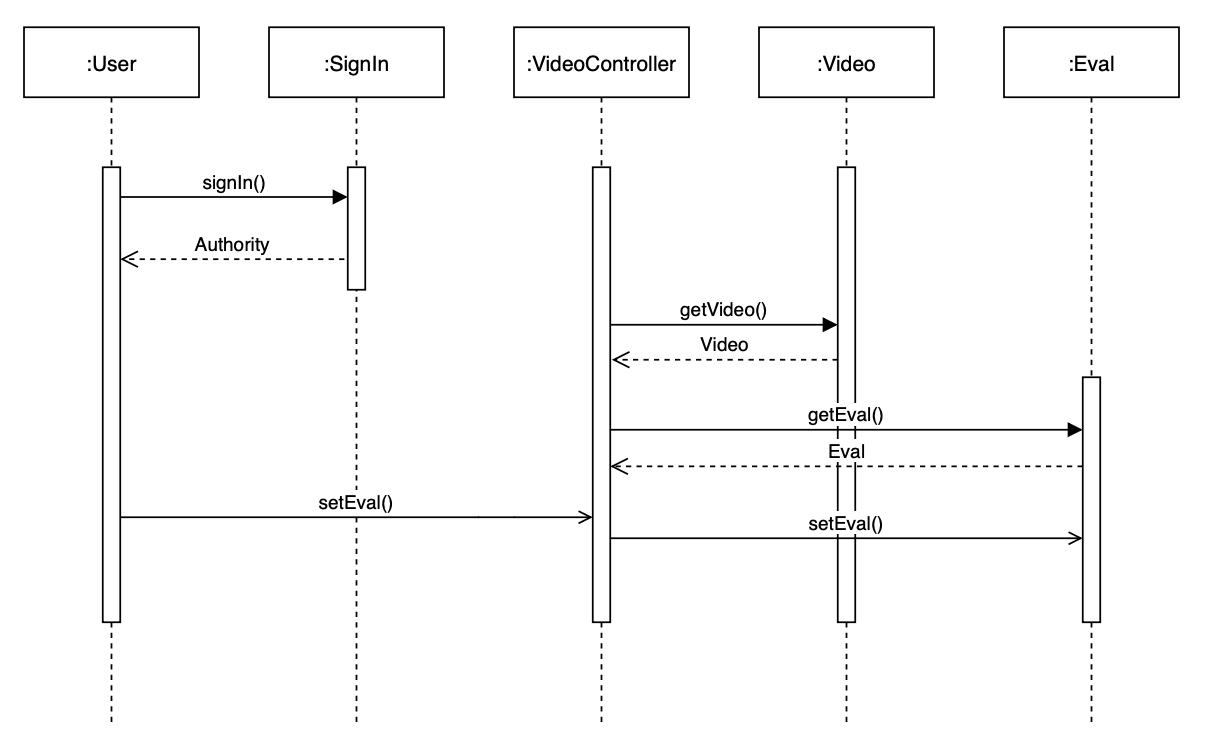 :User
:SignIn
:VideoController
:Video
:Eval
signIn()
Authority
getVideo()
Video
getEval()
Eval
setEval()
setEval()